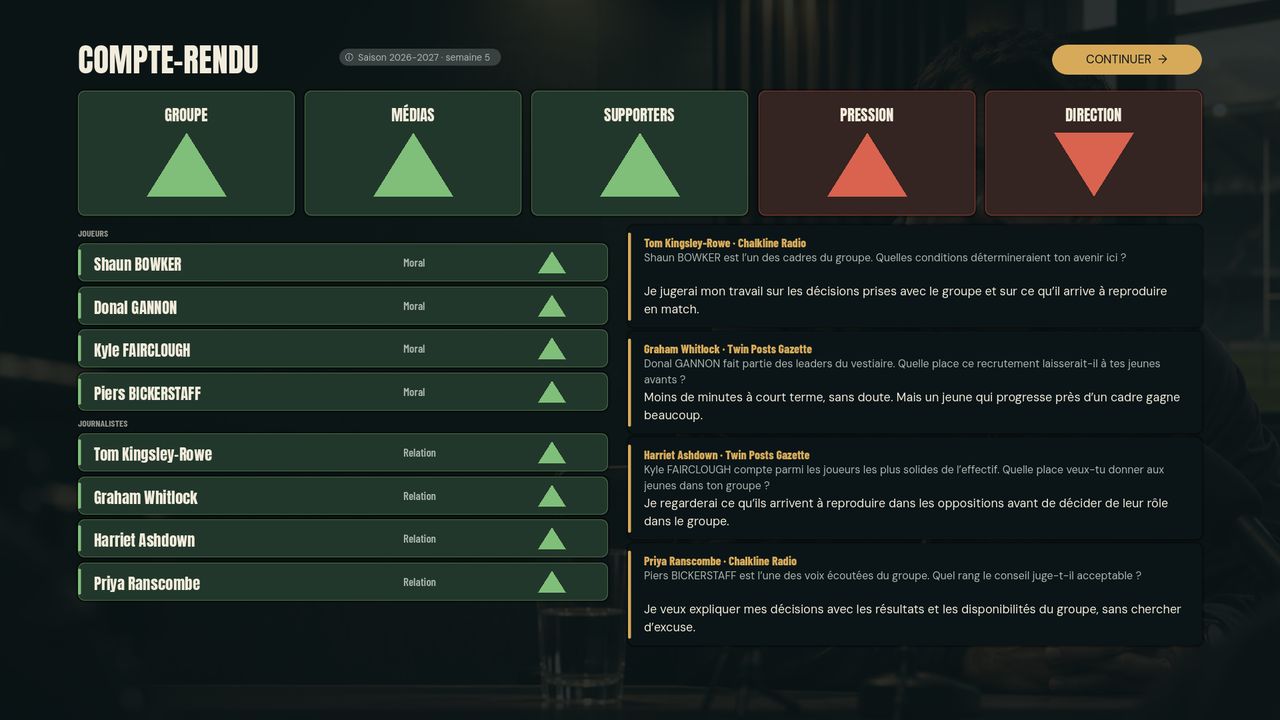 COMPTE-RENDU
Saison 2026-2027 · semaine 5
CONTINUER →
GROUPE
MÉDIAS
SUPPORTERS
PRESSION
DIRECTION
JOUEURS
Shaun BOWKER
Moral
Donal GANNON
Moral
Kyle FAIRCLOUGH
Moral
Piers BICKERSTAFF
Moral
JOURNALISTES
Tom Kingsley-Rowe
Relation
Graham Whitlock
Relation
Harriet Ashdown
Relation
Priya Ranscombe
Relation
Tom Kingsley-Rowe · Chalkline Radio
Shaun BOWKER est l’un des cadres du groupe. Quelles conditions détermineraient ton avenir ici ?
Je jugerai mon travail sur les décisions prises avec le groupe et sur ce qu’il arrive à reproduire
en match.
Graham Whitlock · Twin Posts Gazette
Donal GANNON fait partie des leaders du vestiaire. Quelle place ce recrutement laisserait-il à tes jeunes
avants ?
Moins de minutes à court terme, sans doute. Mais un jeune qui progresse près d’un cadre gagne
beaucoup.
Harriet Ashdown · Twin Posts Gazette
Kyle FAIRCLOUGH compte parmi les joueurs les plus solides de l’effectif. Quelle place veux-tu donner aux
jeunes dans ton groupe ?
Je regarderai ce qu’ils arrivent à reproduire dans les oppositions avant de décider de leur rôle
dans le groupe.
Priya Ranscombe · Chalkline Radio
Piers BICKERSTAFF est l’une des voix écoutées du groupe. Quel rang le conseil juge-t-il acceptable ?
Je veux expliquer mes décisions avec les résultats et les disponibilités du groupe, sans chercher
d’excuse.